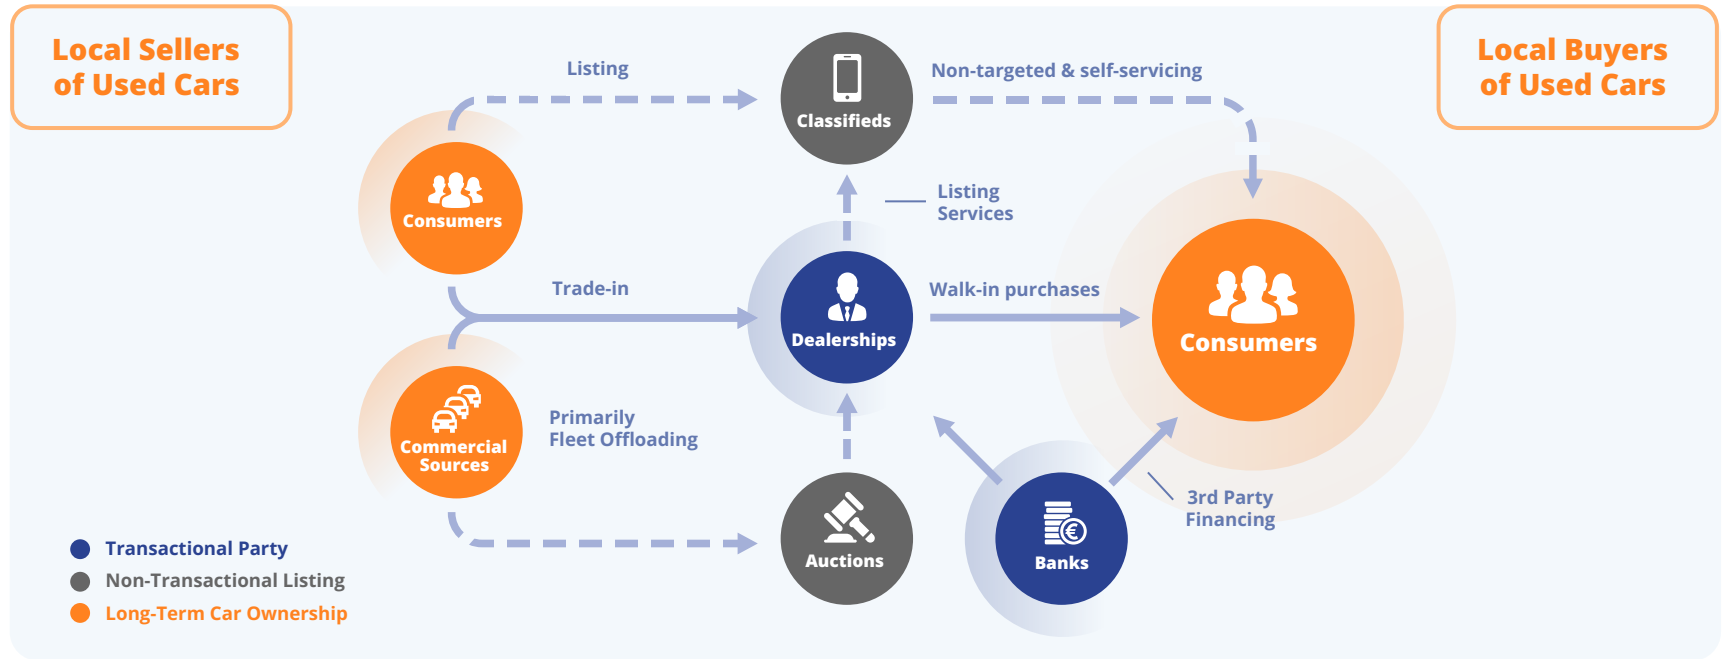 Local Sellers
of Used Cars
Local Buyers
of Used Cars
Listing
Classifieds
Non-targeted & self-servicing
Consumers
Listing
Services
Trade-in
Dealerships
Walk-in purchases
Consumers
Commercial
Sources
Primarily
Fleet Offloading
3rd Party
Financing
Auctions
€
Banks
Transactional Party
Non-Transactional Listing
Long-Term Car Ownership